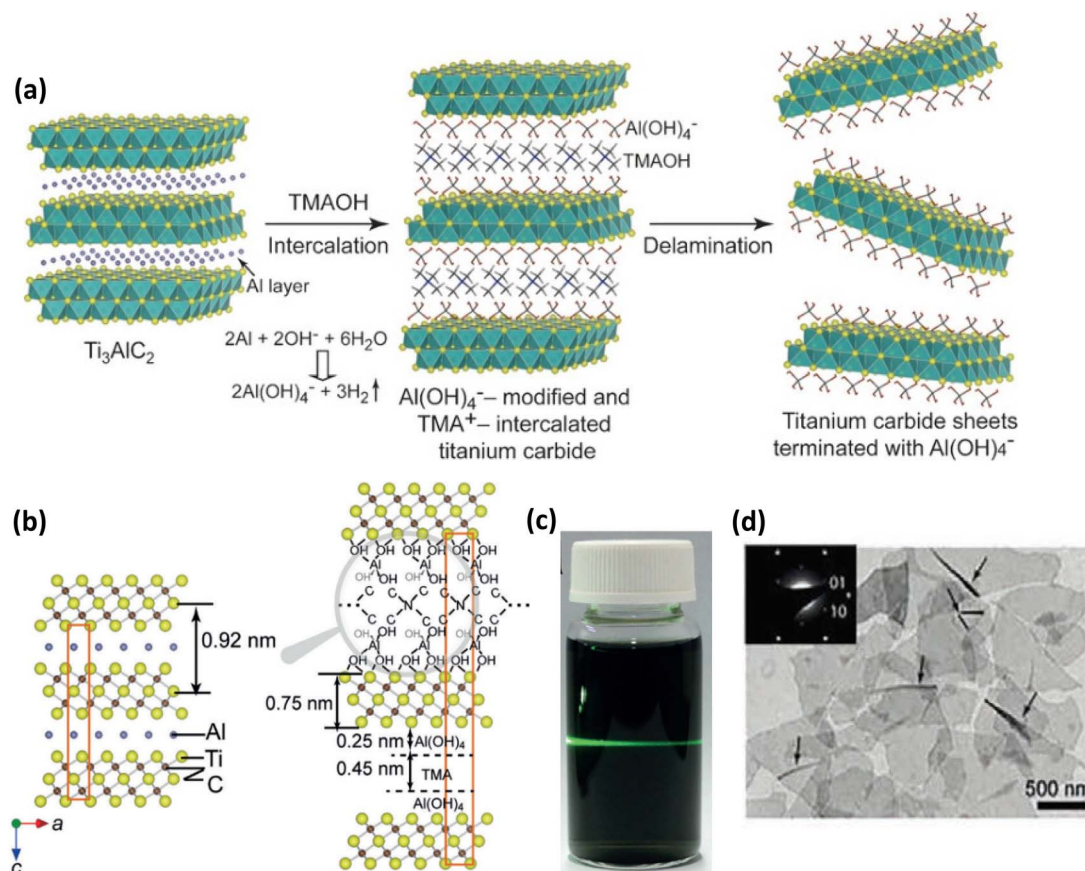 (a)
Al(OH)₄⁻
TMAOH
TMAOH
Intercalation
Delamination
Al layer
Ti₃AlC₂
2Al + 2OH⁻ + 6H₂O
2Al(OH)₄⁻ + 3H₂↑
Al(OH)₄⁻– modified and
TMA⁺– intercalated
titanium carbide
Titanium carbide sheets
terminated with Al(OH)₄⁻
(b)
0.92 nm
Al
Ti
C
a
c
OH OH OH OH OH OH
Al Al Al
OH OH OH OH OH OH
C C C C C C
N N
C C C C C C
OH OH OH
Al Al Al
OH OH OH
OH OH OH OH OH OH
0.75 nm
0.25 nm
Al(OH)₄
0.45 nm
TMA
Al(OH)₄
(c)
(d)
01
10
500 nm